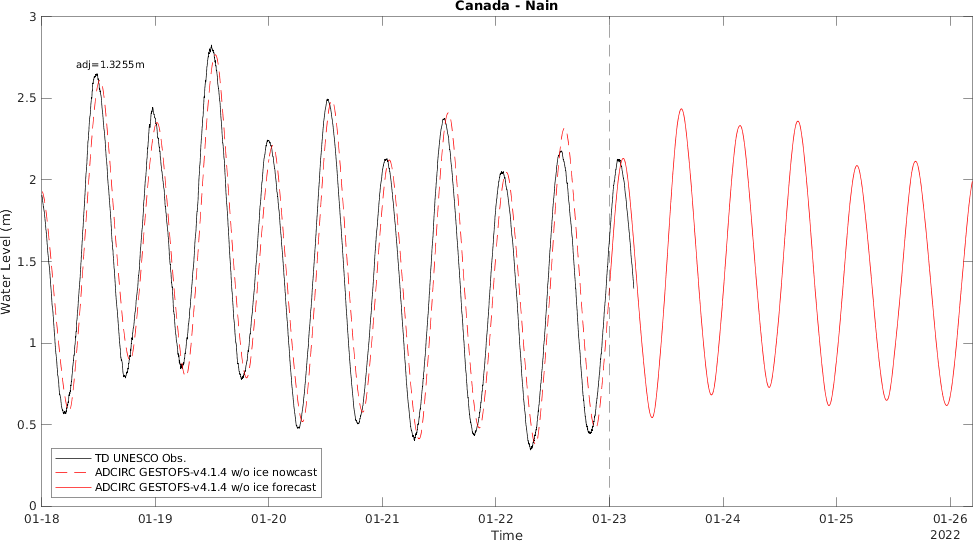 Canada - Nain
adj=1.3255m
3
2.5
2
1.5
1
0.5
0
Water Level (m)
TD UNESCO Obs.
ADCIRC GESTOFS-v4.1.4 w/o ice nowcast
ADCIRC GESTOFS-v4.1.4 w/o ice forecast
01-18 01-19 01-20 01-21 01-22 01-23 01-24 01-25 01-26
Time
2022